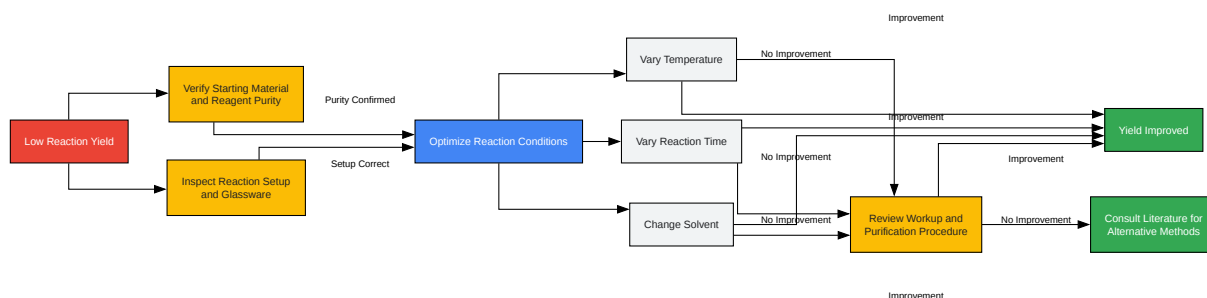 Improvement
Vary Temperature
No Improvement
Verify Starting Material
and Reagent Purity
Purity Confirmed
Improvement
Yield Improved
Low Reaction Yield
Optimize Reaction Conditions
Vary Reaction Time
No Improvement
Improvement
Setup Correct
Inspect Reaction Setup
and Glassware
Change Solvent
No Improvement
Review Workup and
Purification Procedure
No Improvement
Consult Literature for
Alternative Methods
Improvement